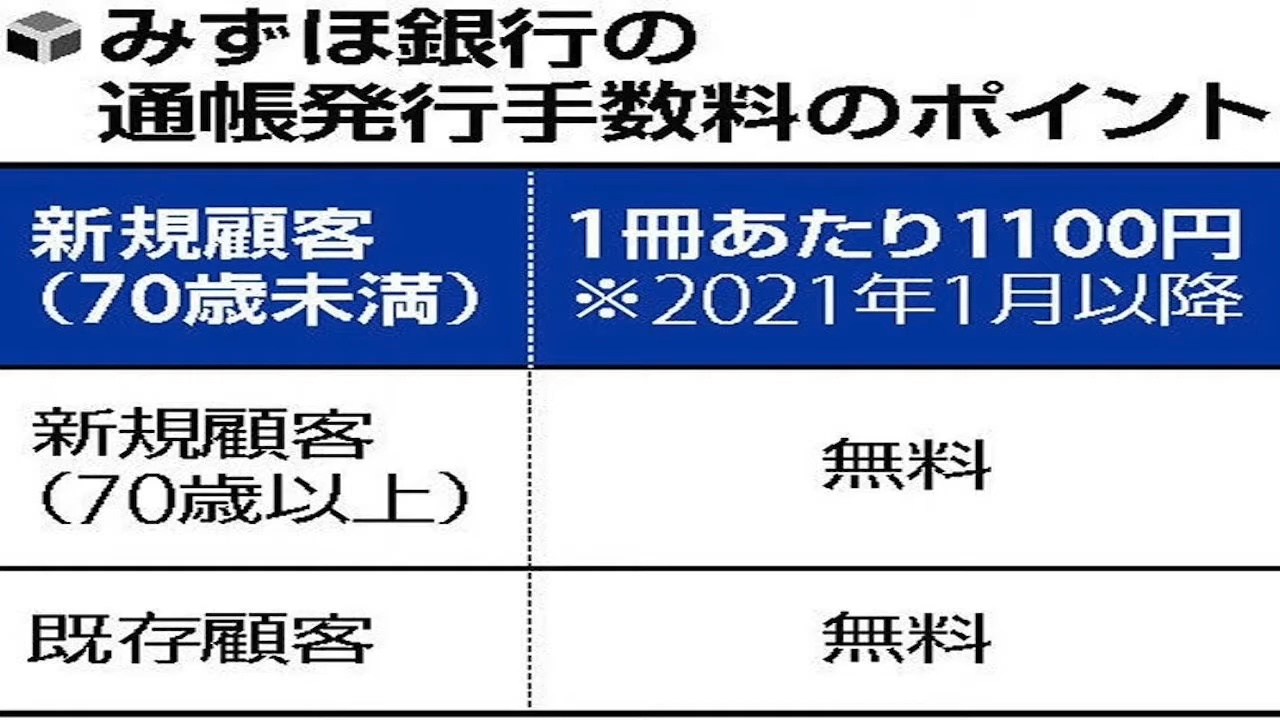 みずほ銀行の
通帳発行手数料のポイント
新規顧客
（70歳未満）
1冊あたり1100円
※2021年1月以降
新規顧客
（70歳以上）
無料
既存顧客
無料